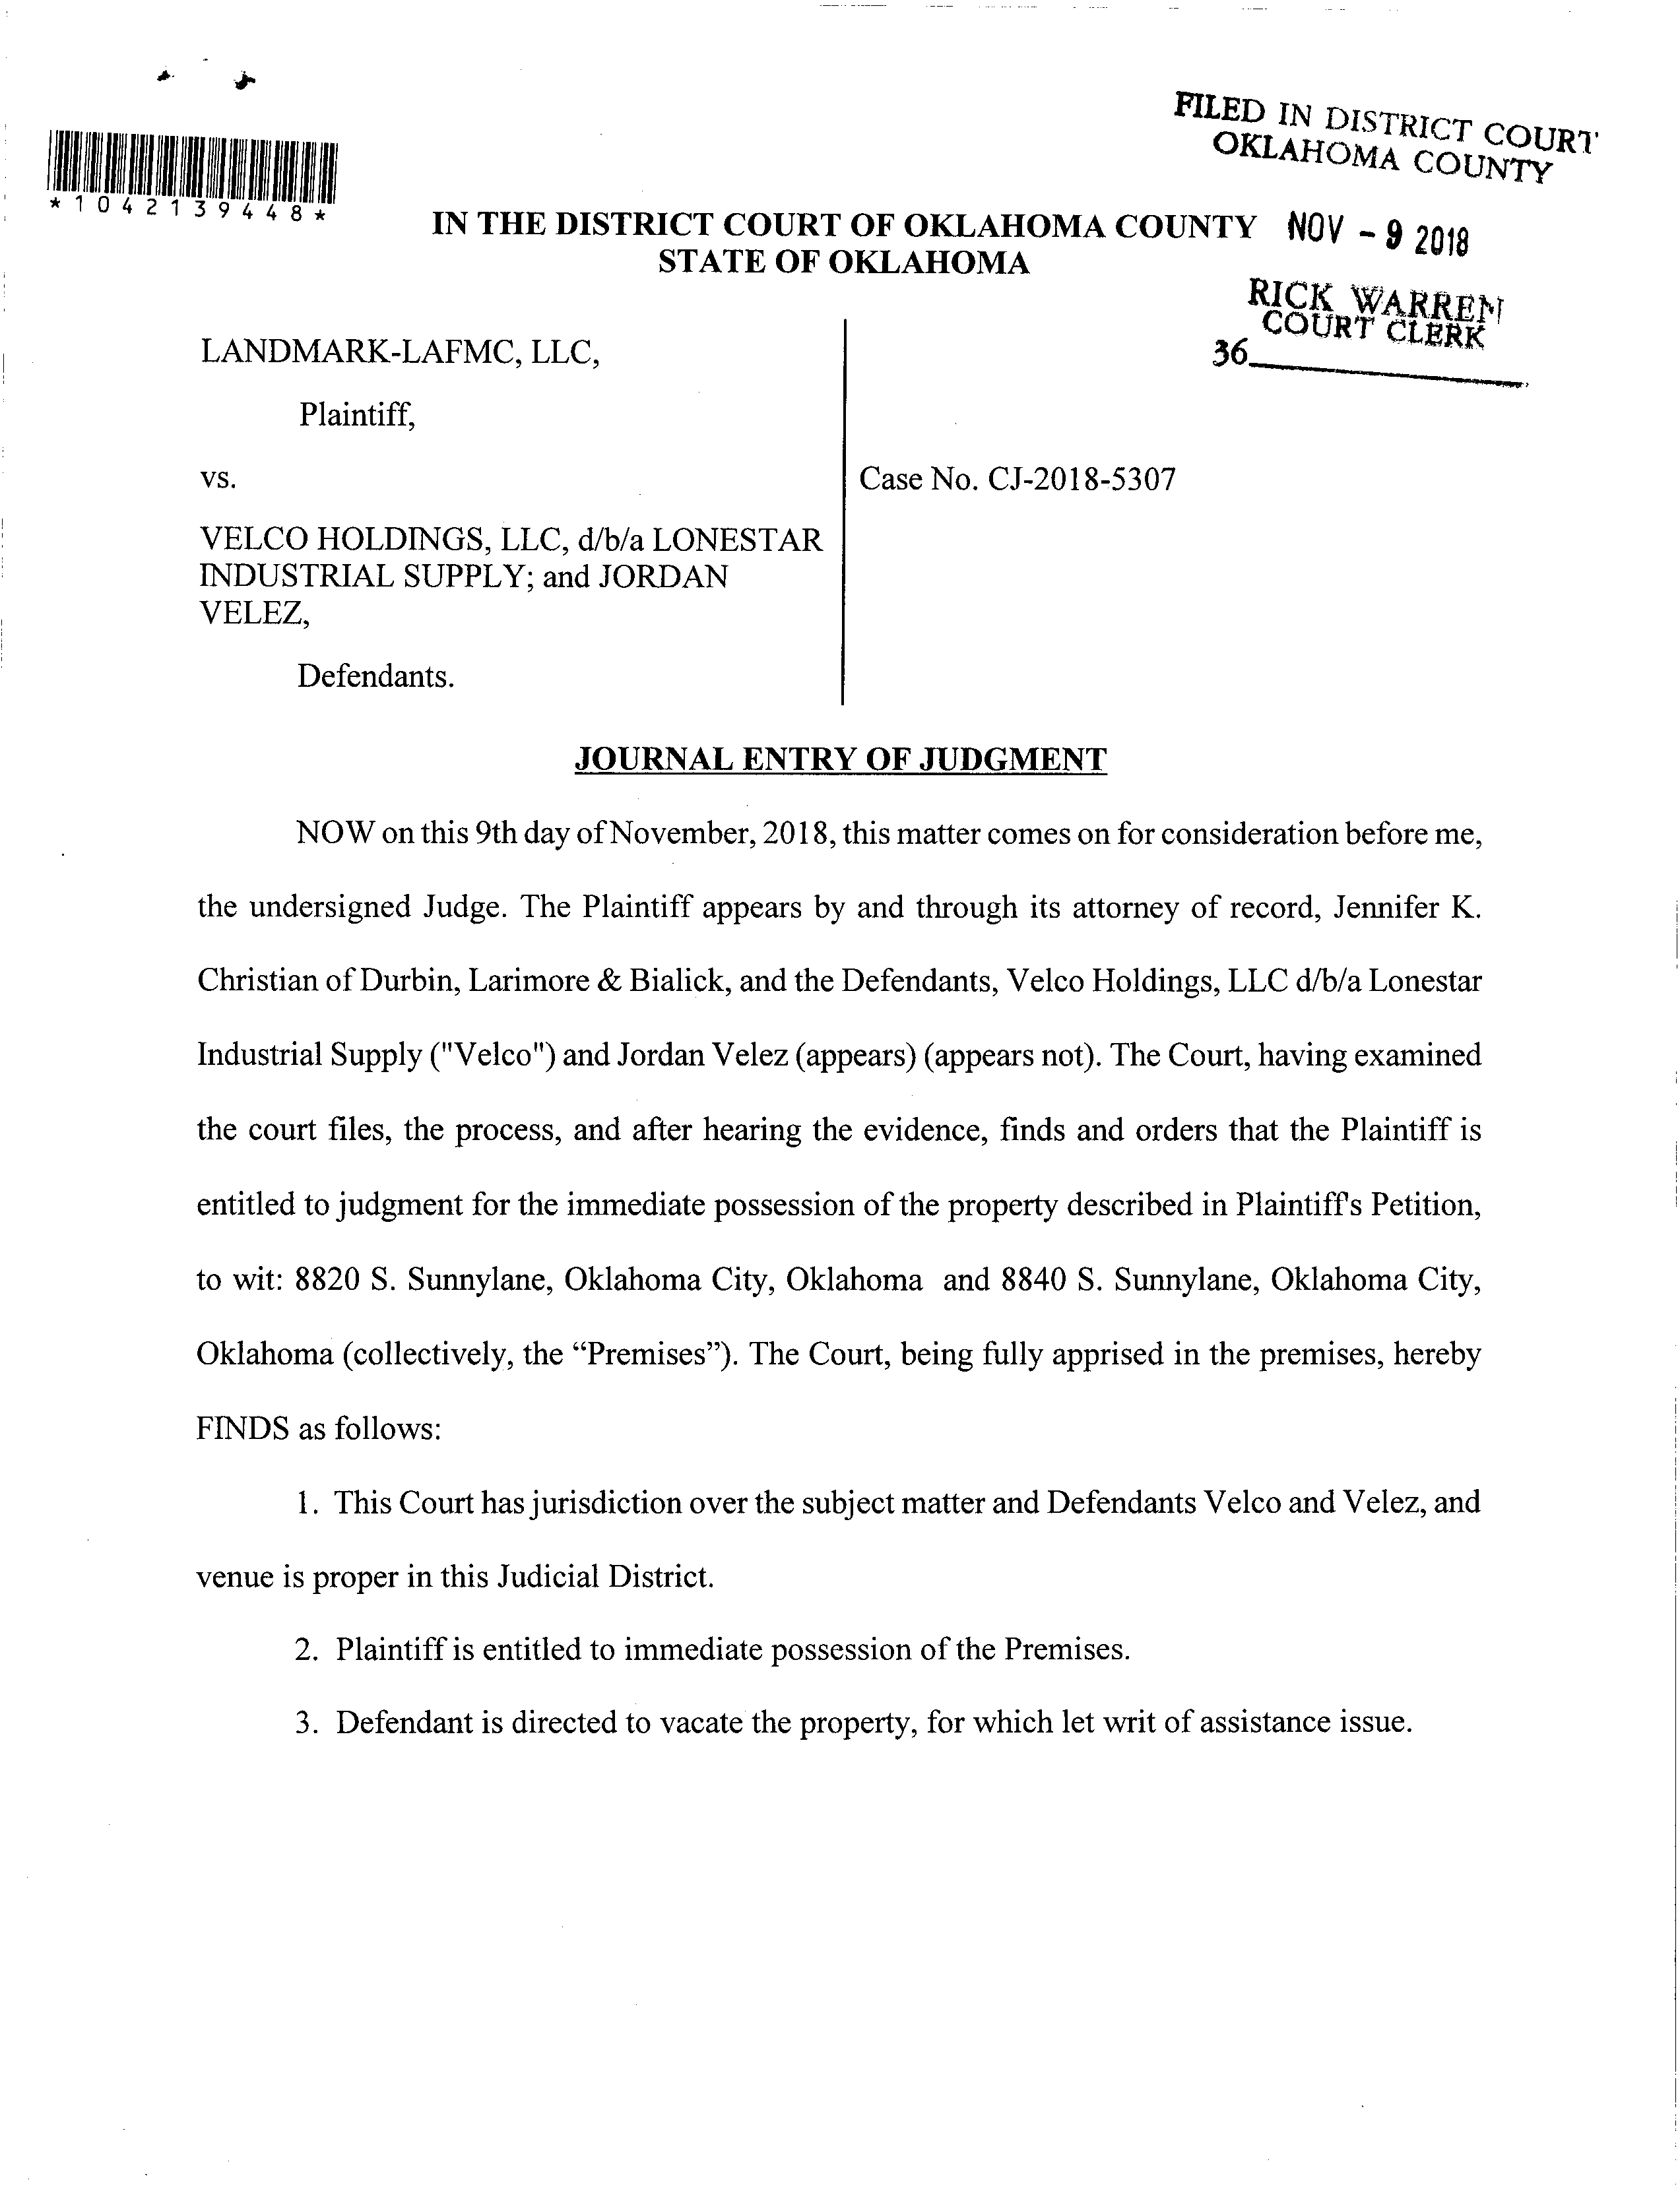 FILED IN DISTRICT COURT
OKLAHOMA COUNTY
*1042139448*
IN THE DISTRICT COURT OF OKLAHOMA COUNTY NOV - 9 2018
STATE OF OKLAHOMA
RICK WARREN
COURT CLERK
36
LANDMARK-LAFMC, LLC,
Plaintiff,
vs.
Case No. CJ-2018-5307
VELCO HOLDINGS, LLC, d/b/a LONESTAR
INDUSTRIAL SUPPLY; and JORDAN
VELEZ,
Defendants.
JOURNAL ENTRY OF JUDGMENT
NOW on this 9th day of November, 2018, this matter comes on for consideration before me,
the undersigned Judge. The Plaintiff appears by and through its attorney of record, Jennifer K.
Christian of Durbin, Larimore & Bialick, and the Defendants, Velco Holdings, LLC d/b/a Lonestar
Industrial Supply ("Velco") and Jordan Velez (appears) (appears not). The Court, having examined
the court files, the process, and after hearing the evidence, finds and orders that the Plaintiff is
entitled to judgment for the immediate possession of the property described in Plaintiff's Petition,
to wit: 8820 S. Sunnylane, Oklahoma City, Oklahoma and 8840 S. Sunnylane, Oklahoma City,
Oklahoma (collectively, the “Premises”). The Court, being fully apprised in the premises, hereby
FINDS as follows:
1. This Court has jurisdiction over the subject matter and Defendants Velco and Velez, and
venue is proper in this Judicial District.
2. Plaintiff is entitled to immediate possession of the Premises.
3. Defendant is directed to vacate the property, for which let writ of assistance issue.